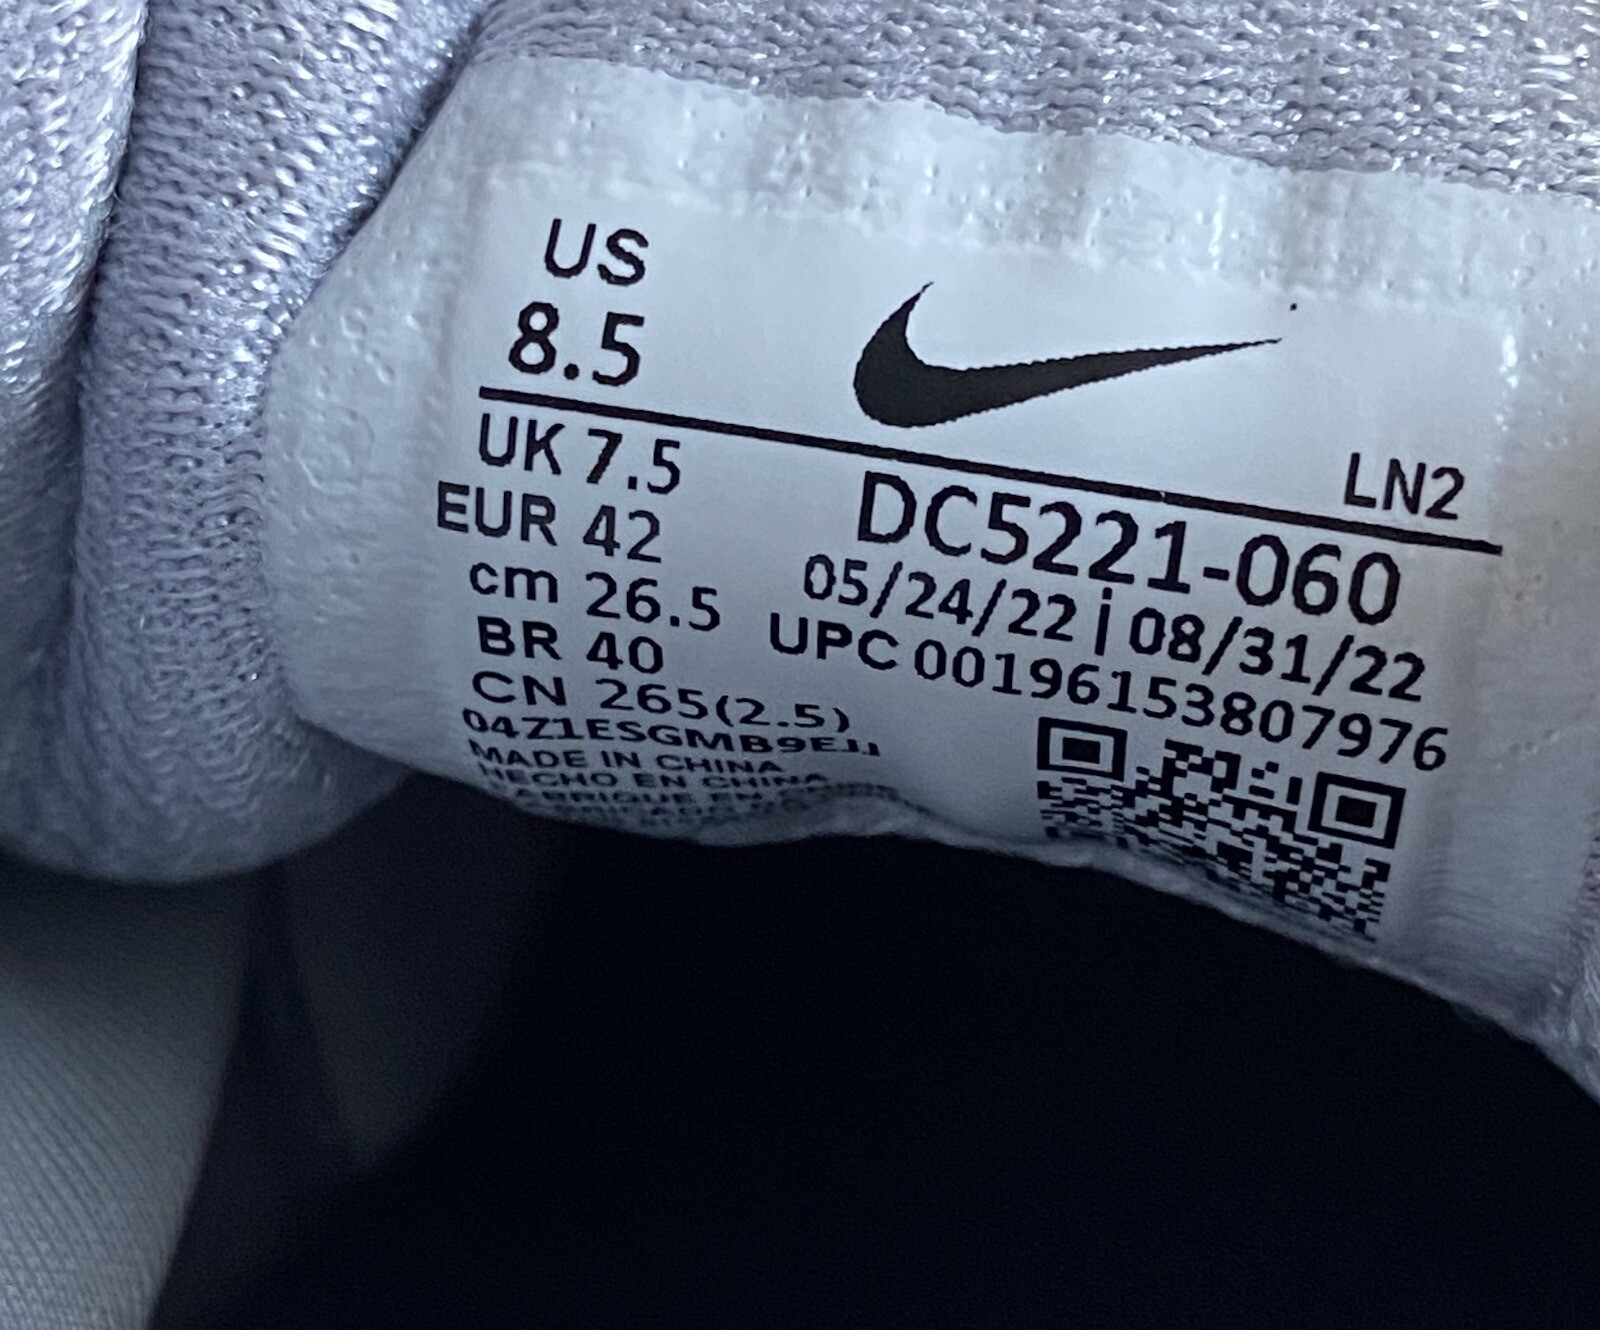 US
8.5
LN2
UK 7.5
EUR 42
cm 26.5
BR 40
CN 265(2.5)
DC5221-060
05/24/22 | 08/31/22
UPC 00196153807976
MADE IN CHINA
HECHO EN CHINA